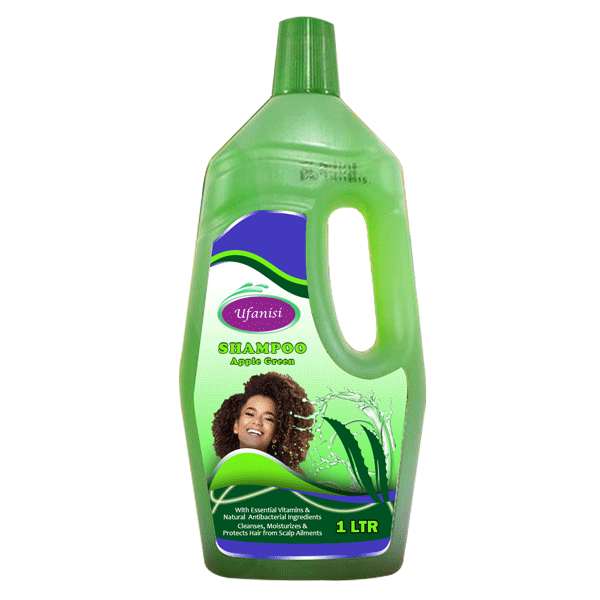 Ufanisi
SHAMPOO
Apple Green
With Essential Vitamins &
Natural Antibacterial Ingredients
Cleanses, Moisturizes &
Protects Hair from Scalp Ailments
1 LTR